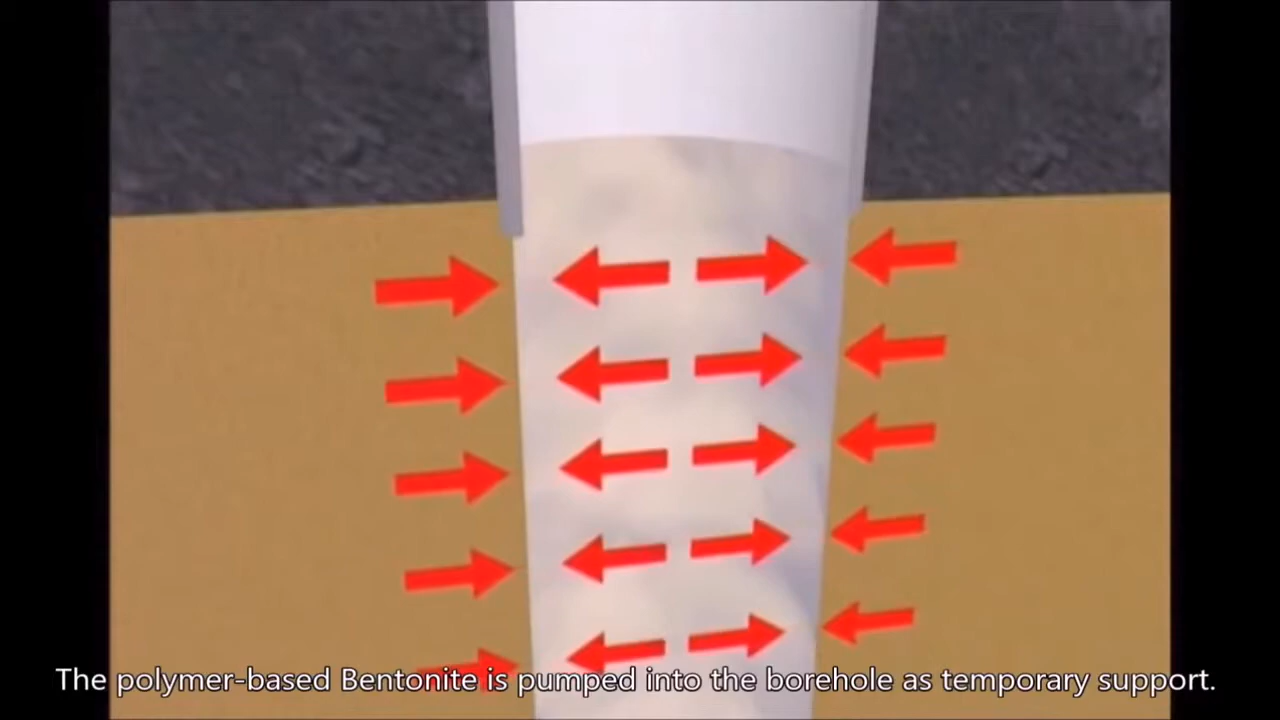 The polymer-based Bentonite is pumped into the borehole as temporary support.